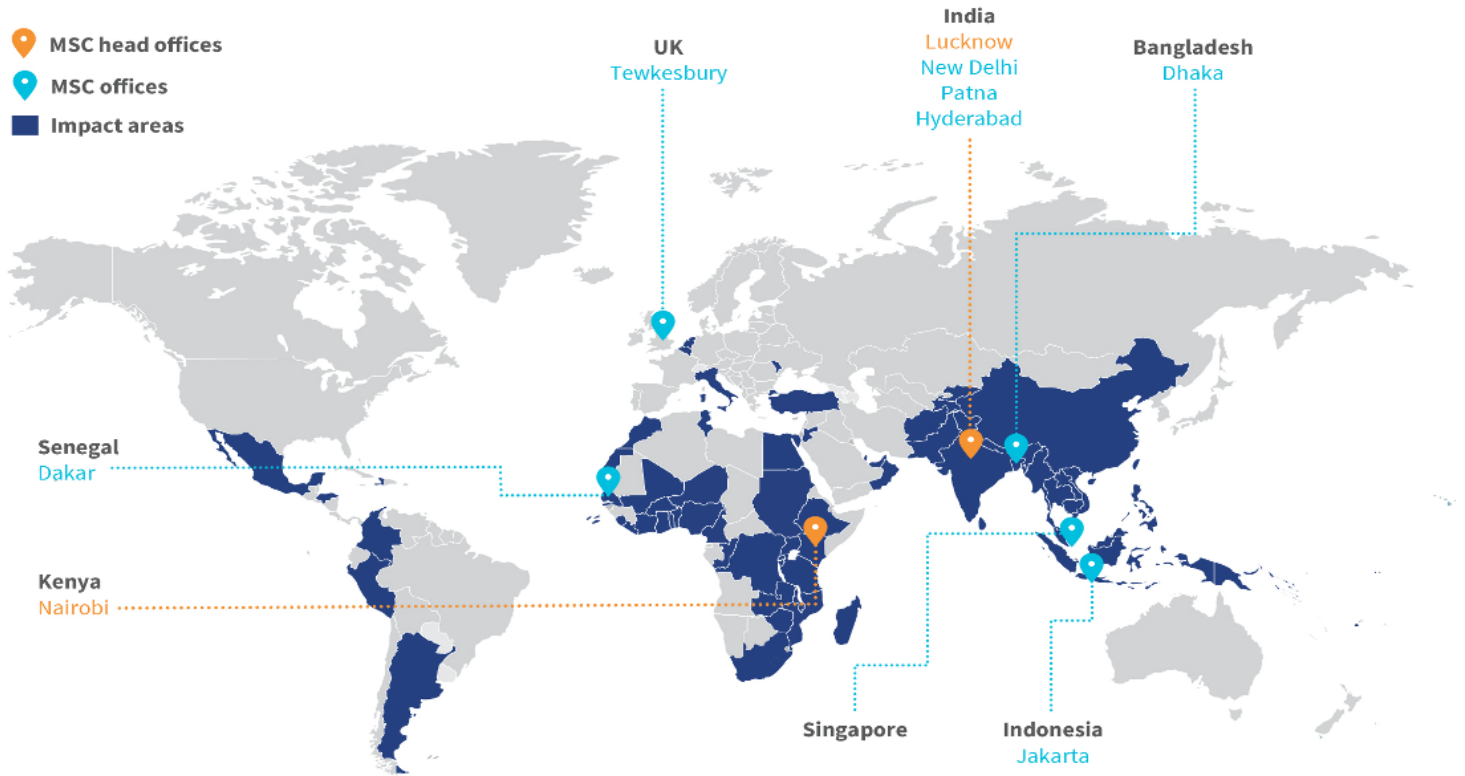 MSC head offices
MSC offices
Impact areas
UK
Tewkesbury
India
Lucknow
New Delhi
Patna
Hyderabad
Bangladesh
Dhaka
Senegal
Dakar
Kenya
Nairobi
Singapore
Indonesia
Jakarta